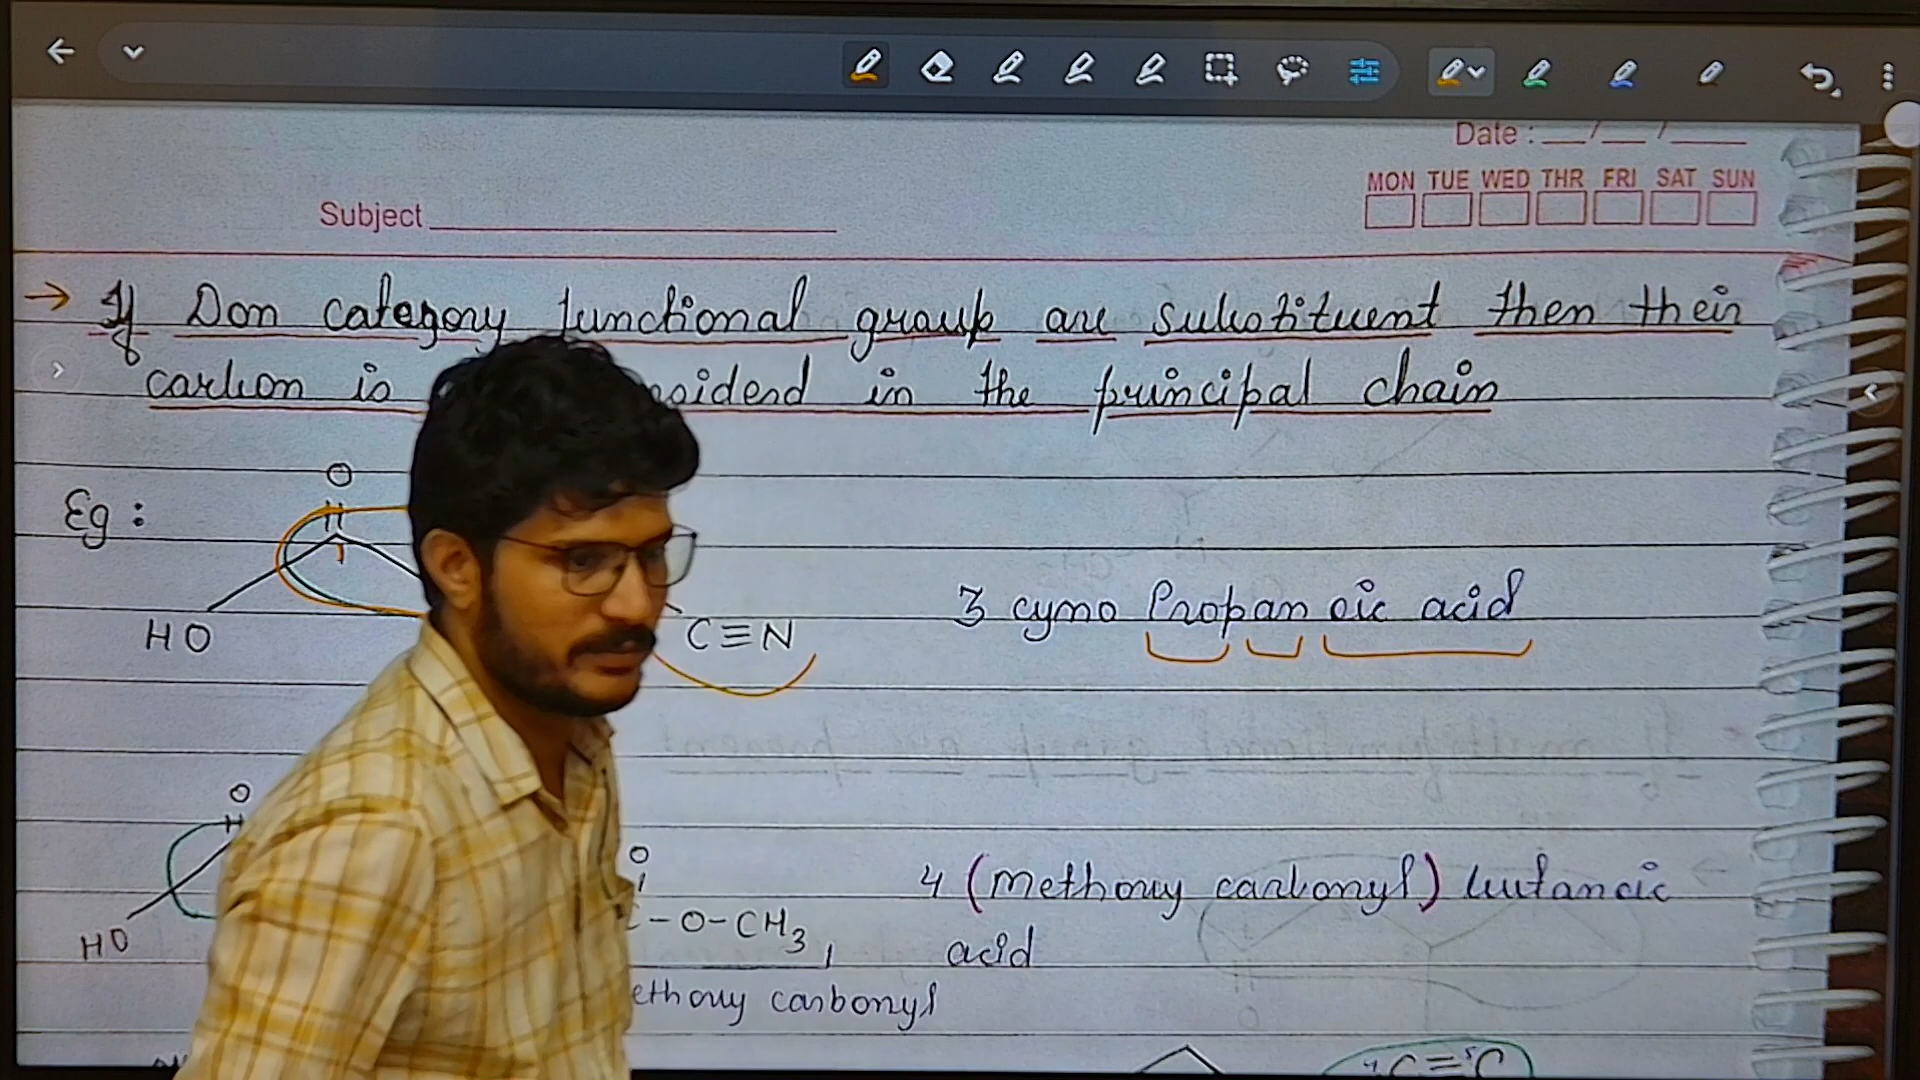 Date : __/__/____
MON TUE WED THR FRI SAT SUN
Subject
→ If Don category functional group are substituent then their
carbon is in the principal chain
Eg :
O
1
HO
C≡N
3 cyno Propan oic acid
O
HO
O
C-O-CH3
4 (methoxy carbonyl) butanoic
acid
ethoxy carbonyl
C≡C